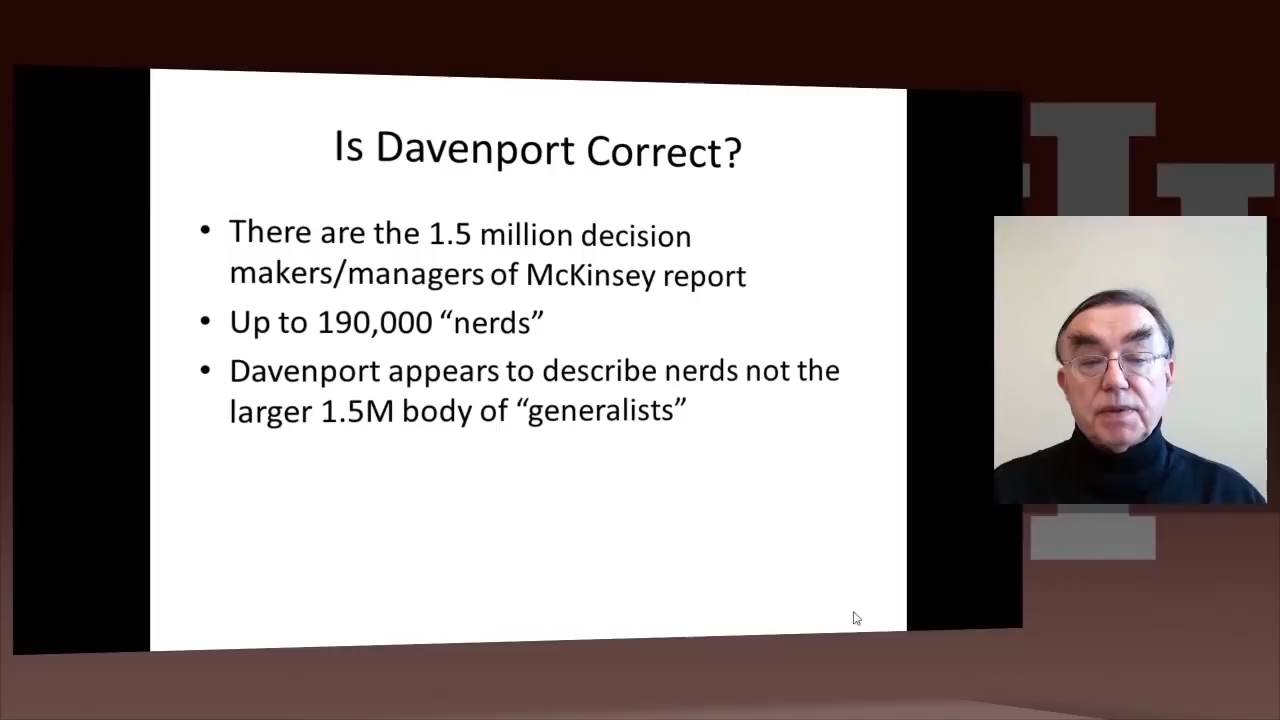 Is Davenport Correct?
• There are the 1.5 million decision
makers/managers of McKinsey report
• Up to 190,000 “nerds”
• Davenport appears to describe nerds not the
larger 1.5M body of “generalists”